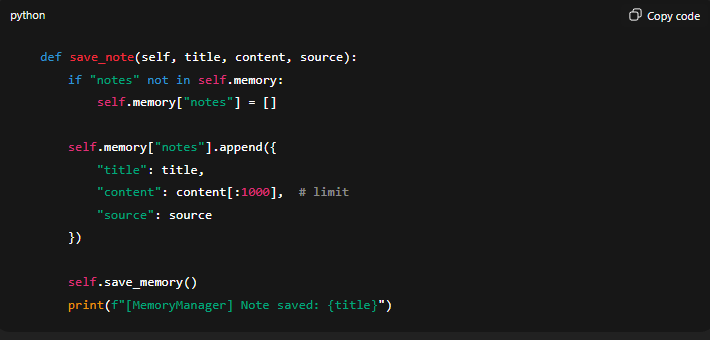 python
Copy code
def save_note(self, title, content, source):
    if "notes" not in self.memory:
        self.memory["notes"] = []

    self.memory["notes"].append({
        "title": title,
        "content": content[:1000],  # limit
        "source": source
    })

    self.save_memory()
    print(f"[MemoryManager] Note saved: {title}")